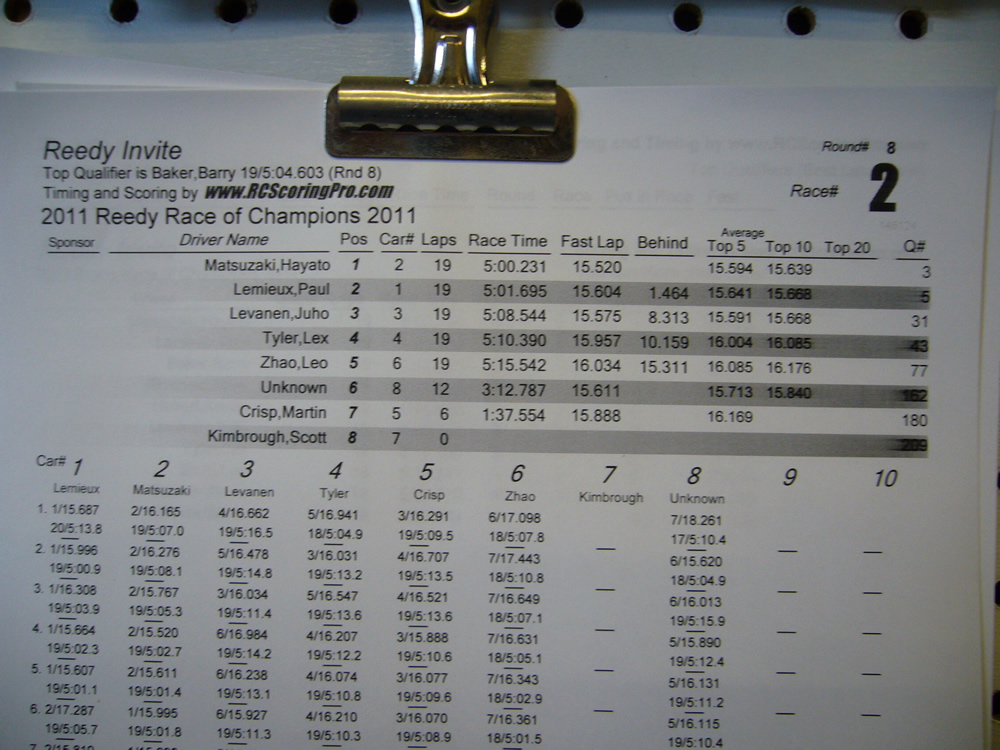 Reedy Invite
Round# 8
Top Qualifier is Baker,Barry 19/5:04.603 (Rnd 8)
Timing and Scoring by www.RCScoringPro.com
Race# 2
2011 Reedy Race of Champions 2011
Average
Sponsor Driver Name Pos Car# Laps Race Time Fast Lap Behind Top 5 Top 10 Top 20 Q#
Matsuzaki,Hayato 1 2 19 5:00.231 15.520 15.594 15.639 3
Lemieux,Paul 2 1 19 5:01.695 15.604 1.464 15.641 15.668 5
Levanen,Juho 3 3 19 5:08.544 15.575 8.313 15.591 15.668 31
Tyler,Lex 4 4 19 5:10.390 15.957 10.159 16.004 16.085 43
Zhao,Leo 5 6 19 5:15.542 16.034 15.311 16.085 16.176 77
Unknown 6 8 12 3:12.787 15.611 15.713 15.840 162
Crisp,Martin 7 5 6 1:37.554 15.888 16.169 180
Kimbrough,Scott 8 7 0 209
Car# 1 2 3 4 5 6 7 8 9 10
Lemieux Matsuzaki Levanen Tyler Crisp Zhao Kimbrough Unknown
1. 1/15.687 2/16.165 4/16.662 5/16.941 3/16.291 6/17.098 7/18.261
20/5:13.8 19/5:07.0 19/5:16.5 18/5:04.9 19/5:09.5 18/5:07.8 17/5:10.4
2. 1/15.996 2/16.276 5/16.478 3/16.031 4/16.707 7/17.443 6/15.620
19/5:00.9 19/5:08.1 19/5:14.8 19/5:13.2 19/5:13.5 18/5:10.8 18/5:04.9
3. 1/16.308 2/15.767 3/16.034 5/16.547 4/16.521 7/16.649 6/16.013
19/5:03.9 19/5:05.3 19/5:11.4 19/5:13.6 19/5:13.6 18/5:07.1 19/5:15.9
4. 1/15.664 2/15.520 6/16.984 4/16.207 3/15.888 7/16.631 5/15.890
19/5:02.3 19/5:02.7 19/5:14.2 19/5:12.2 19/5:10.6 18/5:05.1 19/5:12.4
5. 1/15.607 2/15.611 6/16.238 4/16.074 3/16.077 7/16.343 5/16.131
19/5:01.1 19/5:01.4 19/5:13.1 19/5:10.8 19/5:09.6 18/5:02.9 19/5:11.2
6. 2/17.287 1/15.995 6/15.927 4/16.210 3/16.070 7/16.361 5/16.115
19/5:05.7 19/5:01.8 19/5:11.3 19/5:10.3 19/5:08.9 18/5:01.5 19/5:10.4